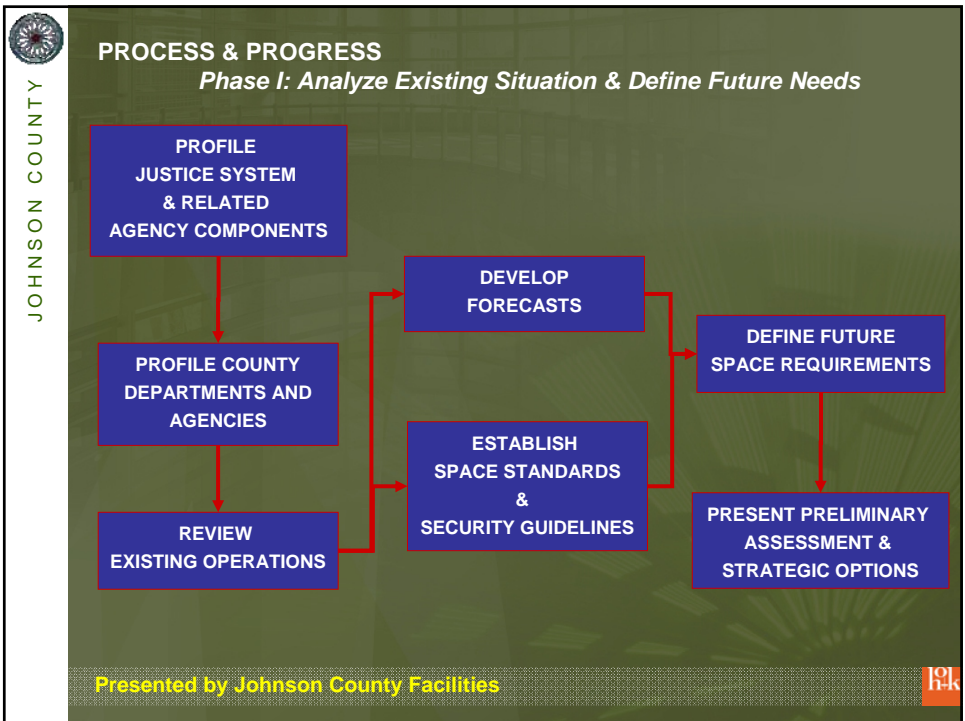 JOHNSON COUNTY
PROCESS & PROGRESS
Phase I: Analyze Existing Situation & Define Future Needs
PROFILE
JUSTICE SYSTEM
& RELATED
AGENCY COMPONENTS
PROFILE COUNTY
DEPARTMENTS AND
AGENCIES
REVIEW
EXISTING OPERATIONS
DEVELOP
FORECASTS
ESTABLISH
SPACE STANDARDS
&
SECURITY GUIDELINES
DEFINE FUTURE
SPACE REQUIREMENTS
PRESENT PRELIMINARY
ASSESSMENT &
STRATEGIC OPTIONS
Presented by Johnson County Facilities
hok